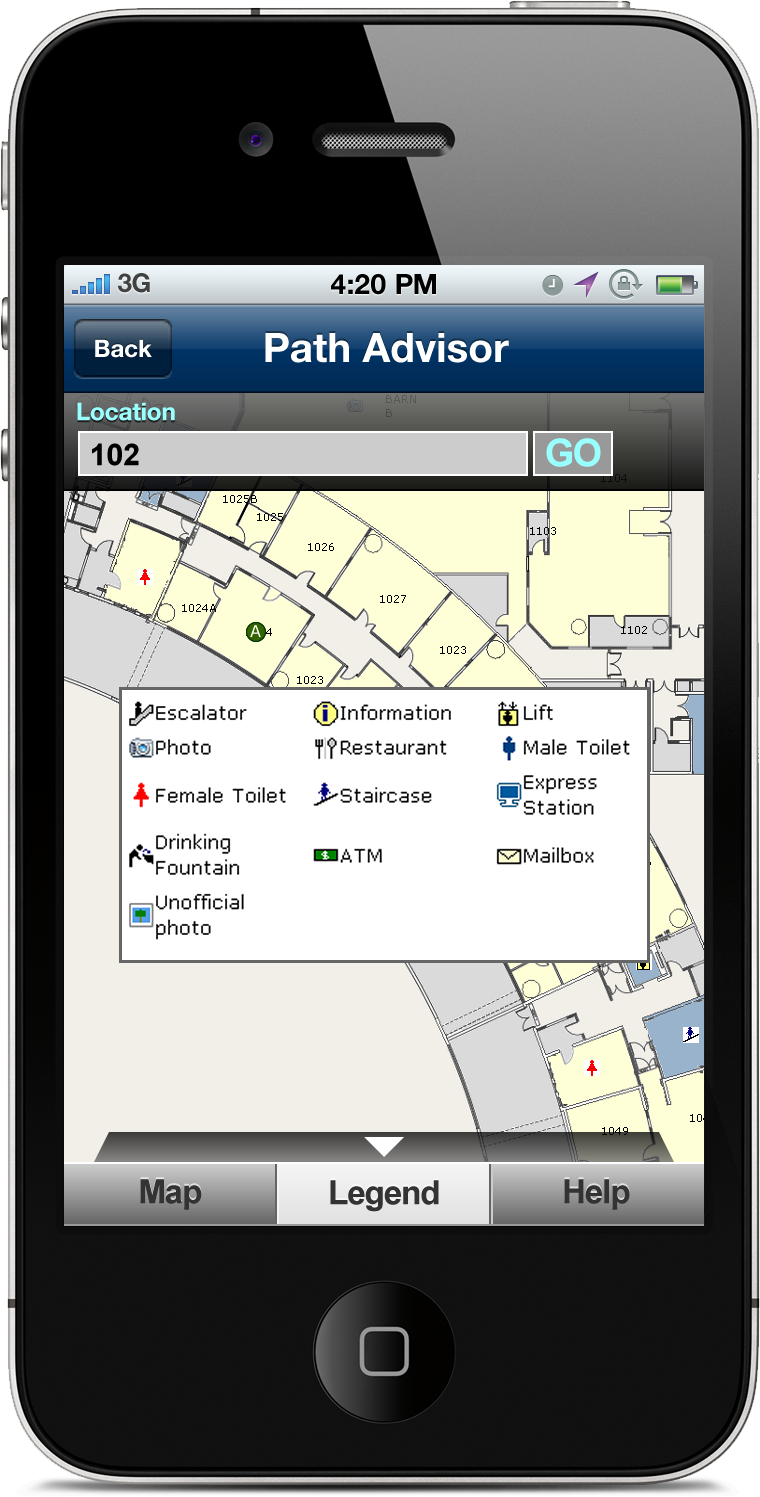 3G 4:20 PM
Back Path Advisor
BARN
B
Location
102 GO
1104
1025B
1025
1103
1026
1027
1024A
A 4
1102
1023
1023
Escalator Information Lift
Photo Restaurant Male Toilet
Female Toilet Staircase Express
Station
Drinking
Fountain ATM Mailbox
Unofficial
photo
1049
Map Legend Help